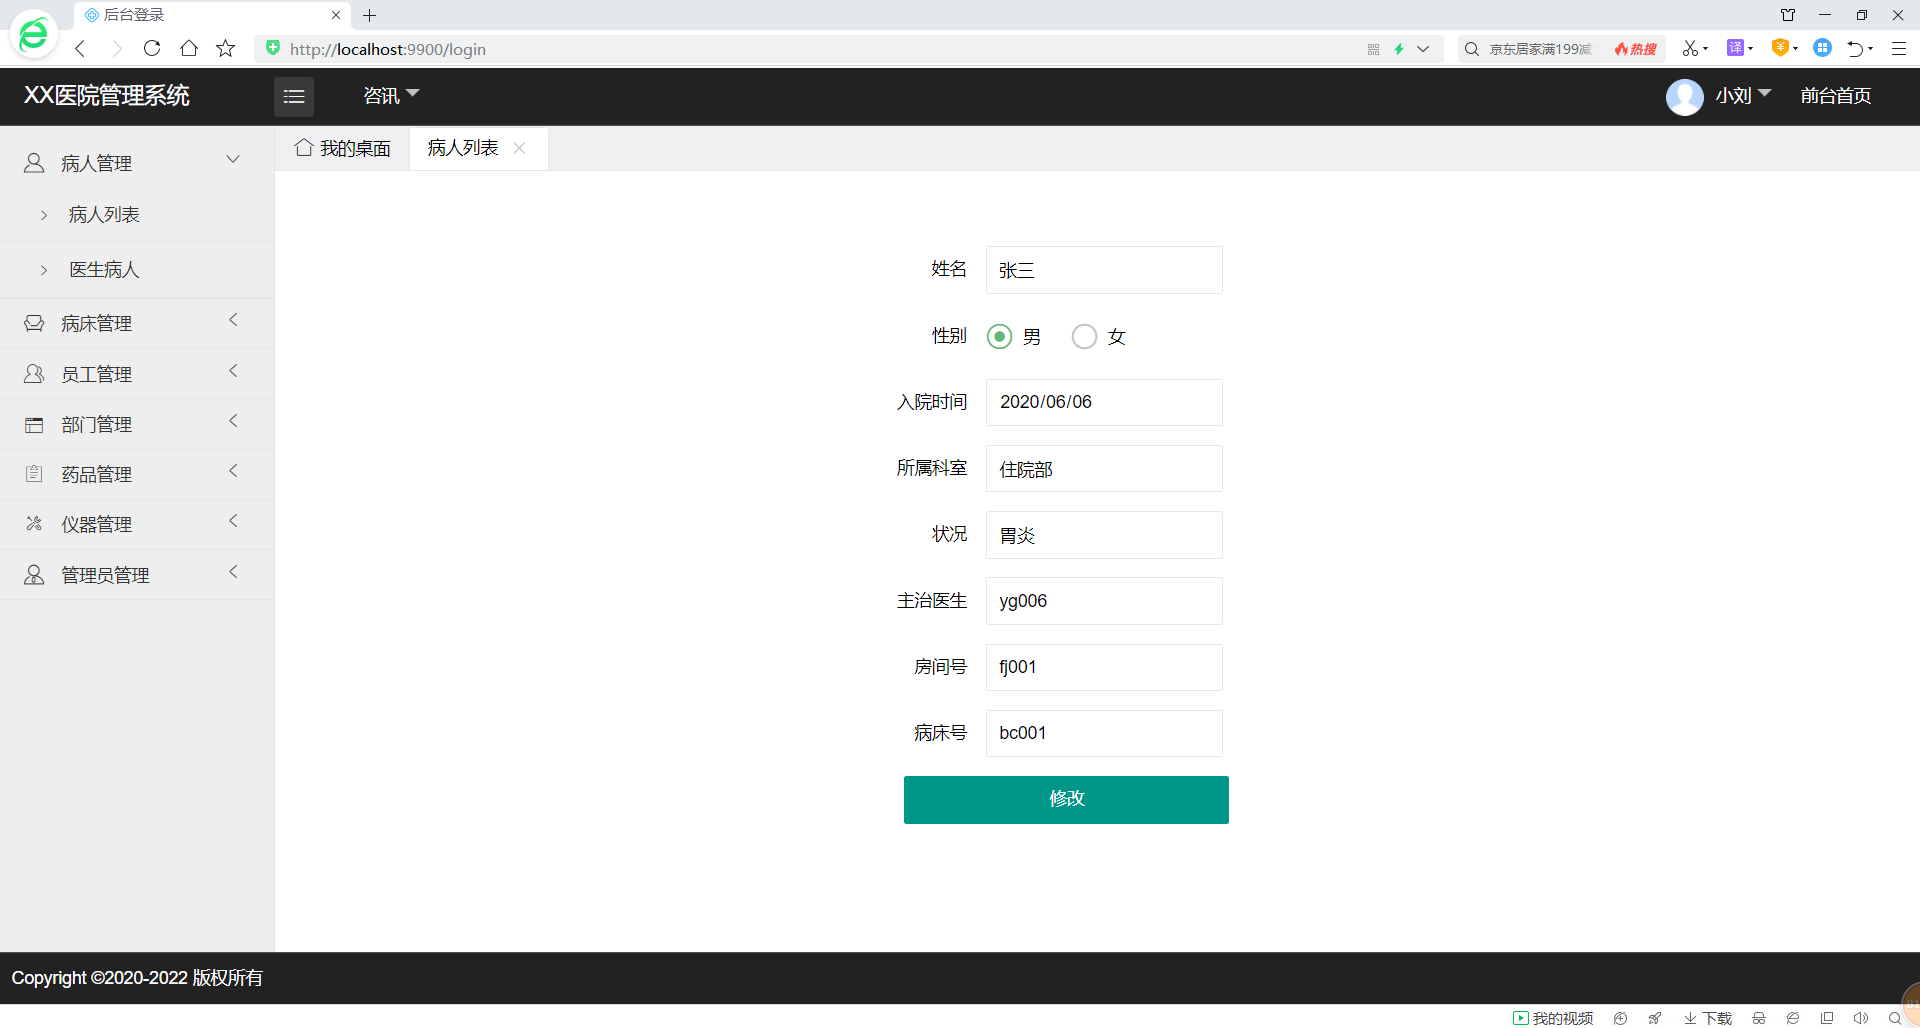 后台登录
http://localhost:9900/login
京东居家满199减
热搜
译
XX医院管理系统
咨讯
小刘
前台首页
我的桌面
病人列表
病人管理
病人列表
医生病人
病床管理
员工管理
部门管理
药品管理
仪器管理
管理员管理
姓名 张三
性别 男 女
入院时间 2020/06/06
所属科室 住院部
状况 胃炎
主治医生 yg006
房间号 fj001
病床号 bc001
修改
Copyright ©2020-2022 版权所有
我的视频
下载
81